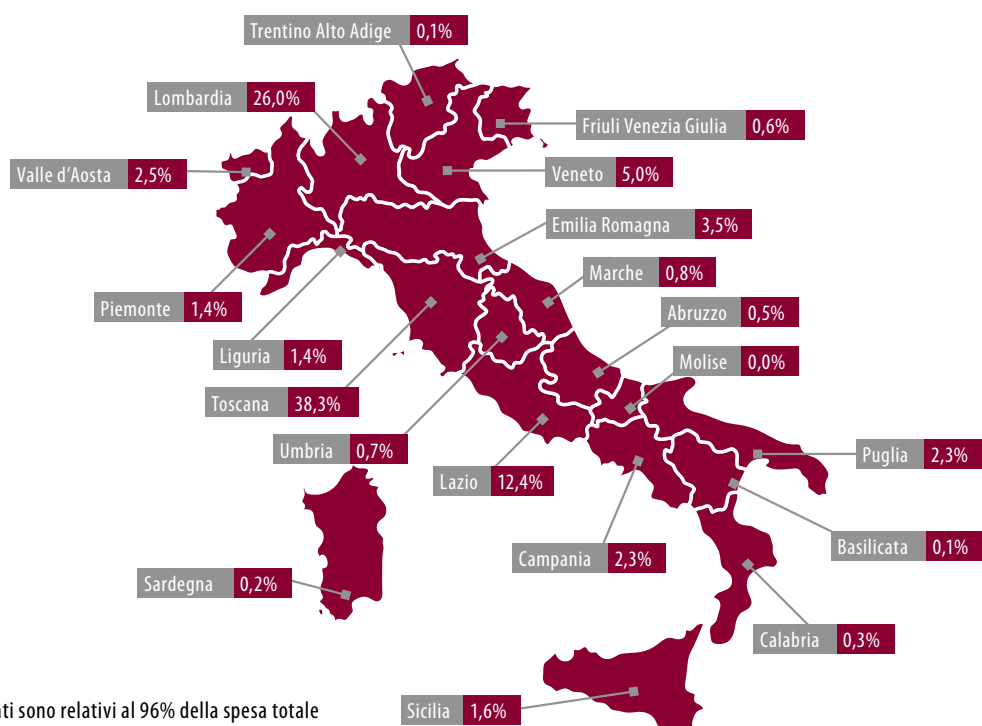 Trentino Alto Adige 0,1%
Lombardia 26,0%
Friuli Venezia Giulia 0,6%
Valle d'Aosta 2,5%
Veneto 5,0%
Emilia Romagna 3,5%
Marche 0,8%
Piemonte 1,4%
Abruzzo 0,5%
Liguria 1,4%
Molise 0,0%
Toscana 38,3%
Umbria 0,7%
Puglia 2,3%
Lazio 12,4%
Basilicata 0,1%
Campania 2,3%
Sardegna 0,2%
Calabria 0,3%
sono relativi al 96% della spesa totale
Sicilia 1,6%